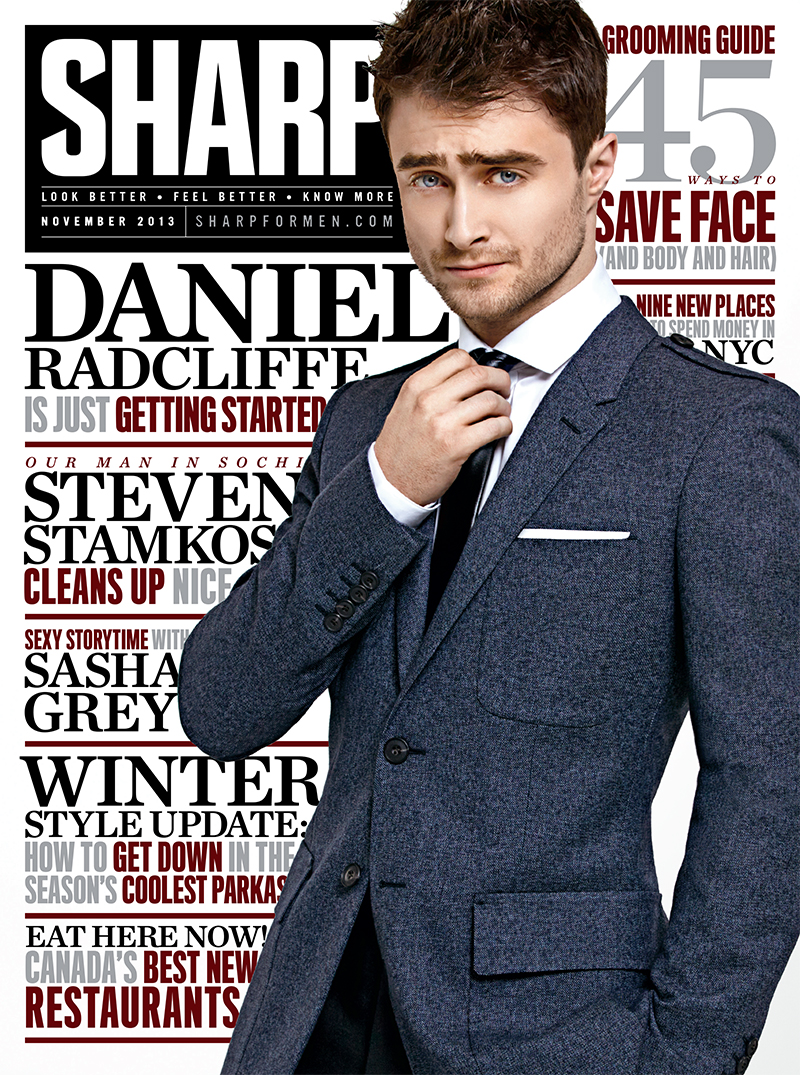 SHARP
LOOK BETTER • FEEL BETTER • KNOW MORE
NOVEMBER 2013 | SHARPFORMEN.COM
DANIEL
RADCLIFFE
IS JUST GETTING STARTED
OUR MAN IN SOCHI
STEVEN
STAMKOS
CLEANS UP NICE
SEXY STORYTIME WITH
SASHA
GREY
WINTER
STYLE UPDATE:
HOW TO GET DOWN IN THE
SEASON'S COOLEST PARKAS
EAT HERE NOW!
CANADA'S BEST NEW
RESTAURANTS
GROOMING GUIDE
45
WAYS TO
SAVE FACE
(AND BODY AND HAIR)
NINE NEW PLACES
TO SPEND MONEY IN
NYC